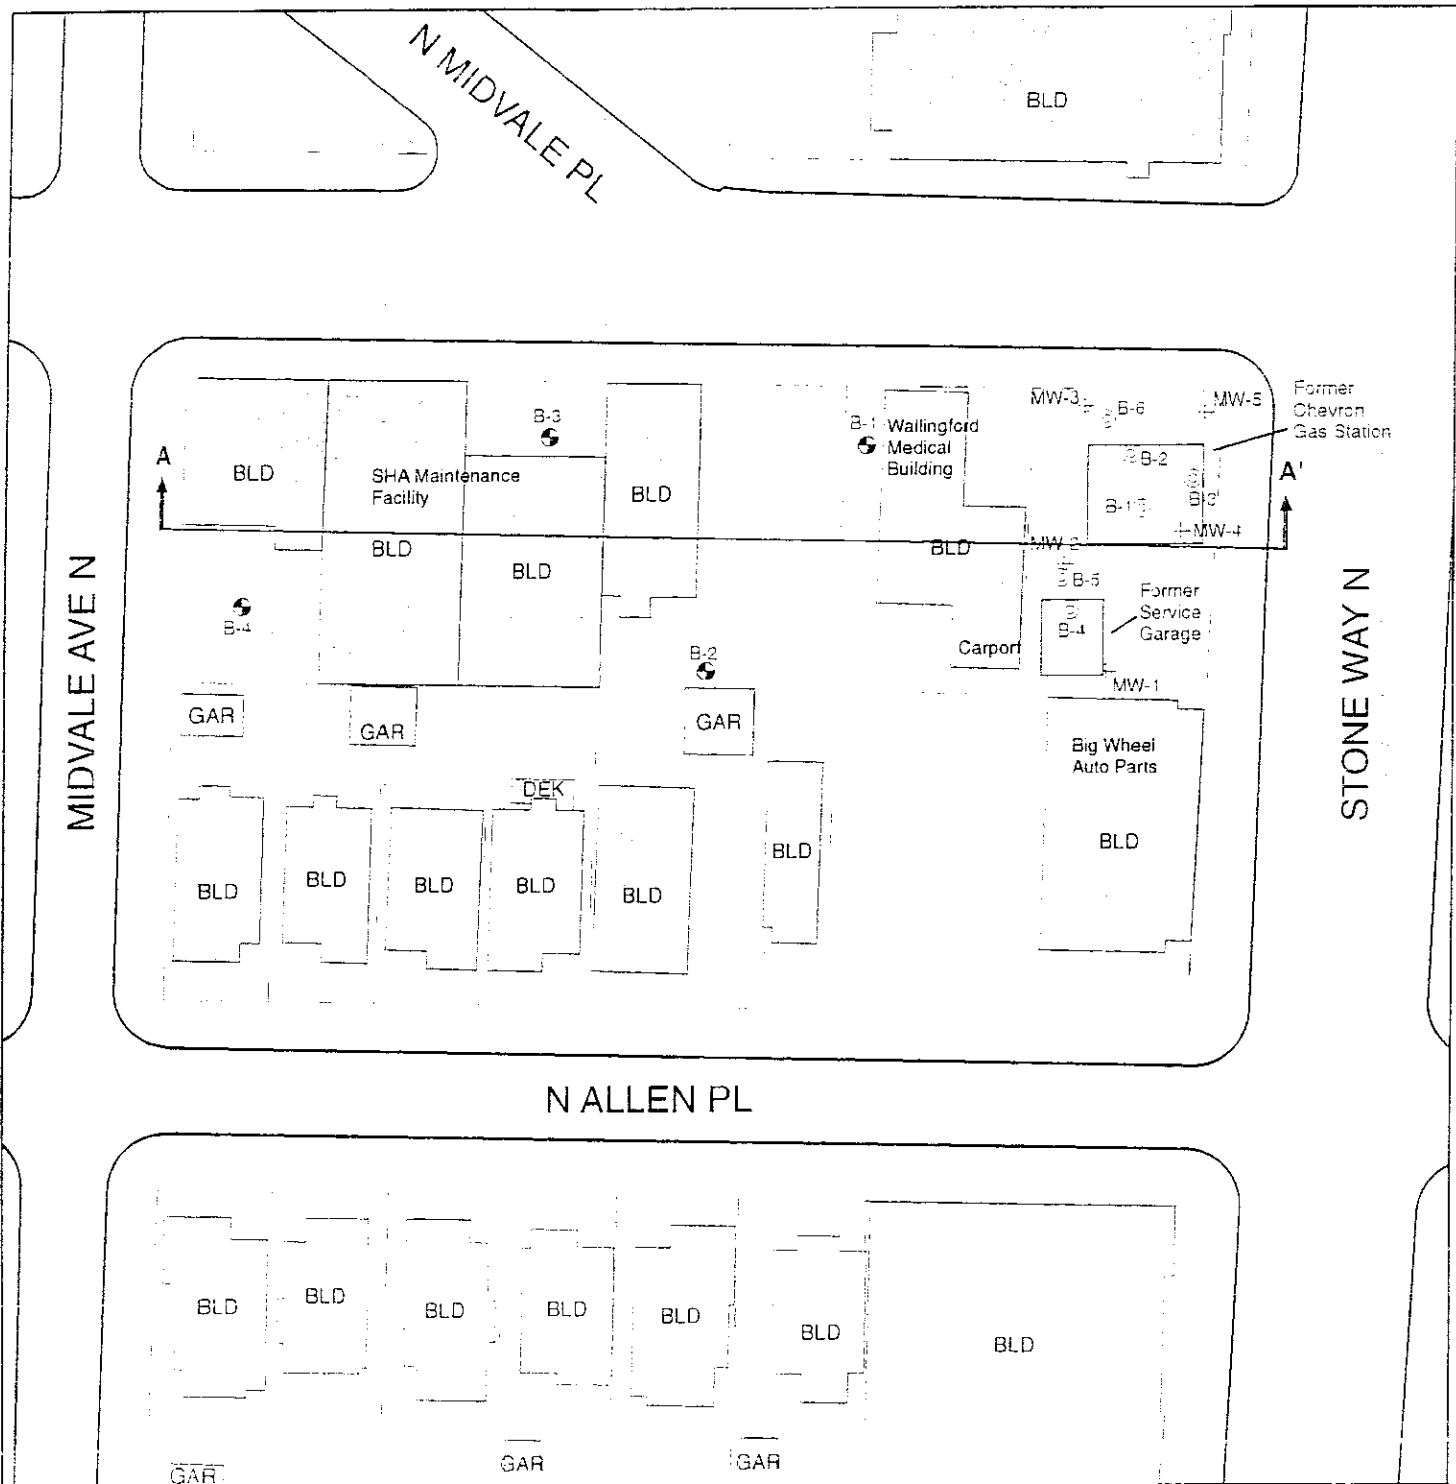 N MIDVALE PL
BLD
Former
Chevron
Gas Station
MW-3
B-6
MW-5
B-3
B-1
Wallingford
Medical
Building
A
BLD
SHA Maintenance
Facility
BLD
B-2
A'
B-1
B-3
MW-4
BLD
BLD
BLD
MW-2
B-5
Former
Service
Garage
B-4
B-4
B-2
Carport
MW-1
MIDVALE AVE N
STONE WAY N
GAR
GAR
GAR
Big Wheel
Auto Parts
DEK
BLD
BLD
BLD
BLD
BLD
BLD
BLD
N ALLEN PL
BLD
BLD
BLD
BLD
BLD
BLD
BLD
GAR
GAR
GAR